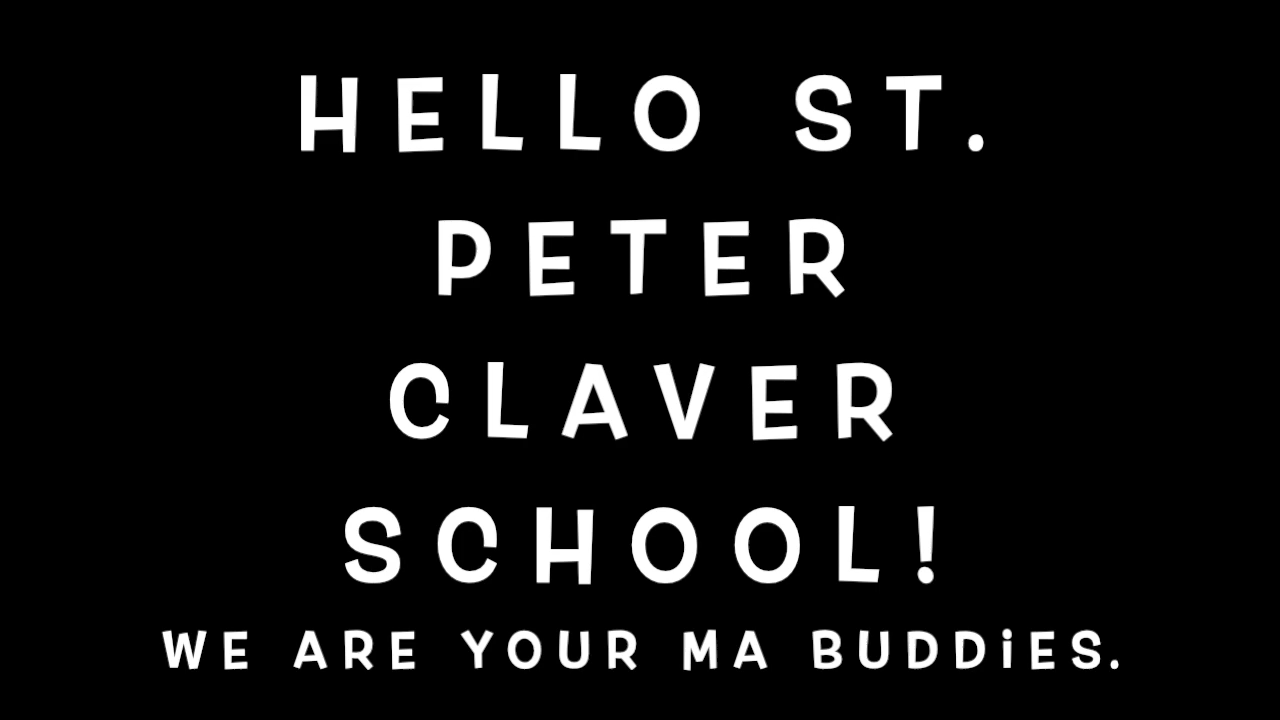 HELLO ST.
PETER
CLAVER
SCHOOL!
WE ARE YOUR MA BUDDiES.